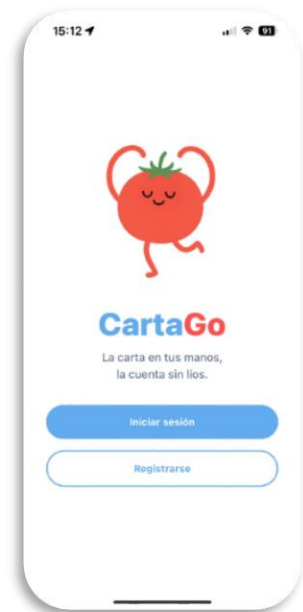 15:12
91
CartaGo
La carta en tus manos,
la cuenta sin líos.
Iniciar sesión
Registrarse